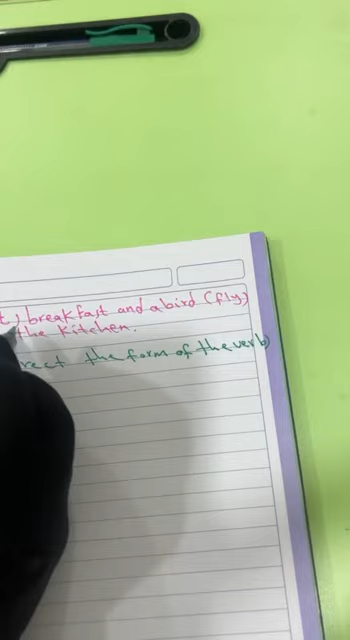 t) breakfast and a bird (fly)
the kitchen.
rect the form of the verb)